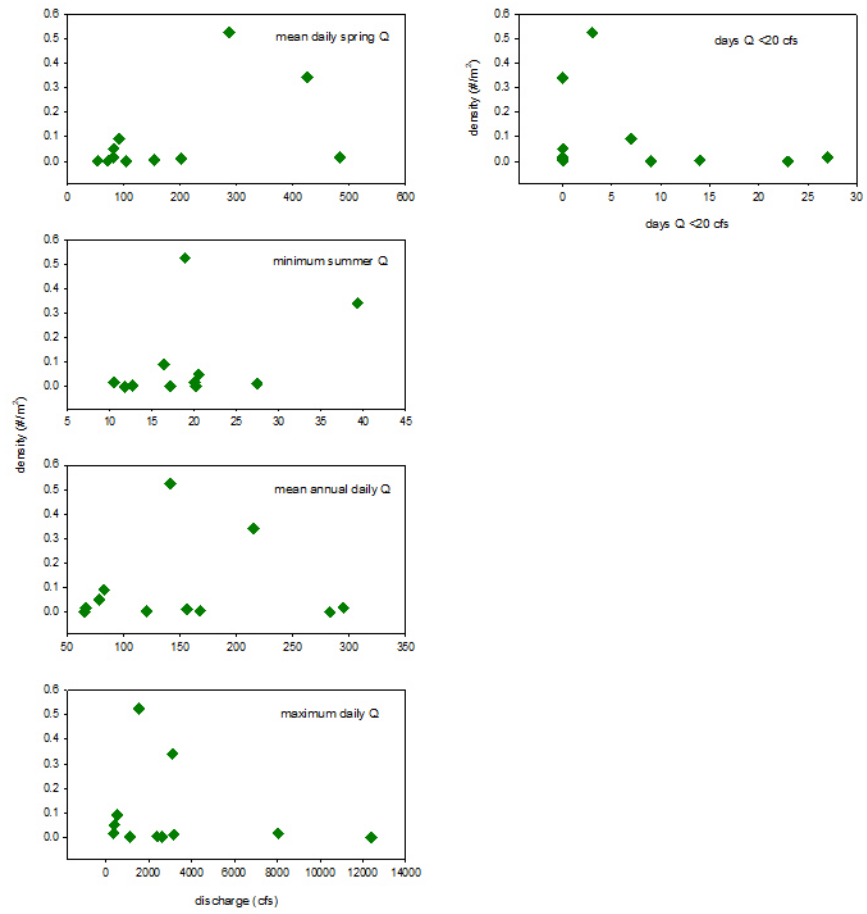 0.6
mean daily spring Q
0.5
0.4
0.3
0.2
0.1
0.0
0 100 200 300 400 500 600
0.6
days Q <20 cfs
0.5
0.4
0.3
0.2
0.1
0.0
density (#/m²)
0 5 10 15 20 25 30
days Q <20 cfs
0.6
minimum summer Q
0.5
0.4
0.3
0.2
0.1
0.0
5 10 15 20 25 30 35 40 45
density (#/m²)
0.6
mean annual daily Q
0.5
0.4
0.3
0.2
0.1
0.0
50 100 150 200 250 300 350
0.6
maximum daily Q
0.5
0.4
0.3
0.2
0.1
0.0
0 2000 4000 6000 8000 10000 12000 14000
discharge (cfs)